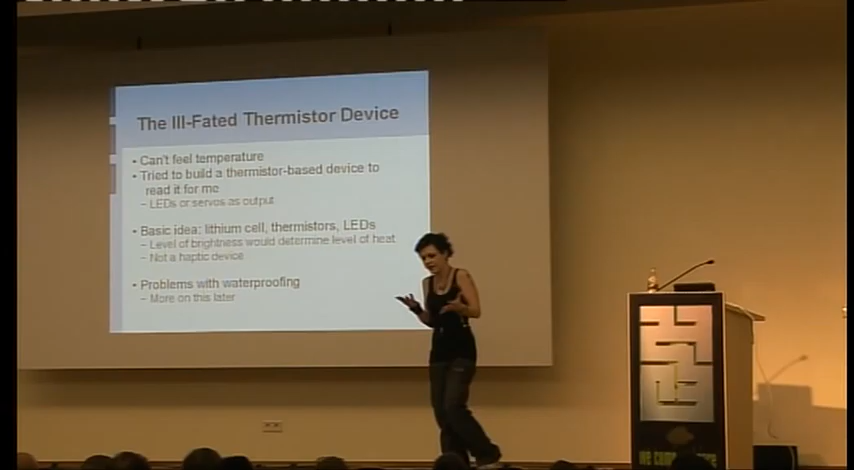 The Ill-Fated Thermistor Device
• Can't feel temperature
• Tried to build a thermistor-based device to
read it for me
– LEDs or servos as output
• Basic idea: lithium cell, thermistors, LEDs
– Level of brightness would determine level of heat
– Not a haptic device
• Problems with waterproofing
– More on this later